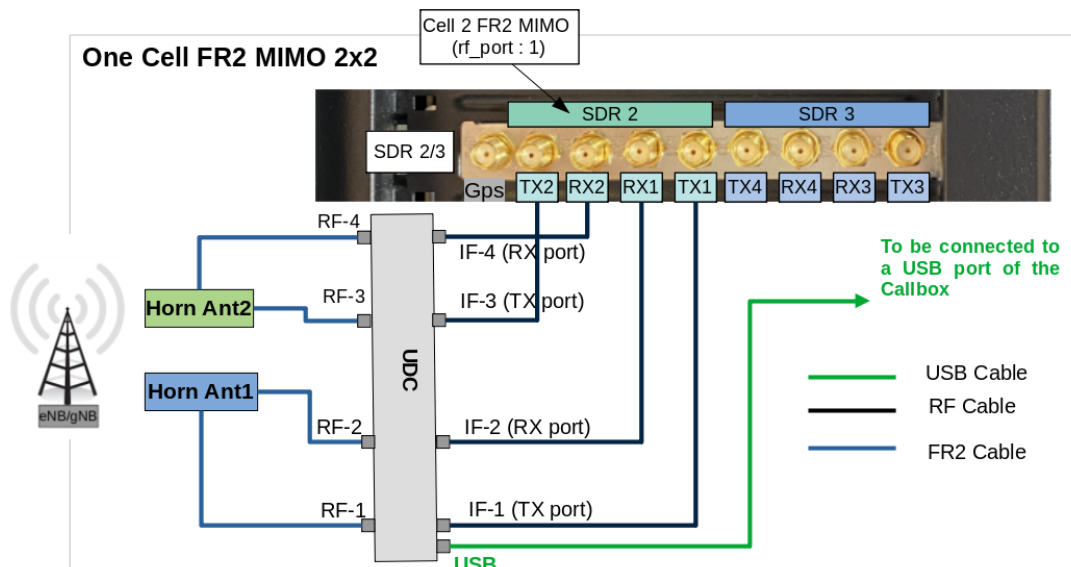 Cell 2 FR2 MIMO
(rf_port : 1)
One Cell FR2 MIMO 2x2
SDR 2
SDR 3
SDR 2/3
Gps
TX2
RX2
RX1
TX1
TX4
RX4
RX3
TX3
RF-4
IF-4 (RX port)
To be connected to
a USB port of the
Callbox
Horn Ant2
RF-3
IF-3 (TX port)
UDC
Horn Ant1
USB Cable
eNB/gNB
RF Cable
RF-2
IF-2 (RX port)
FR2 Cable
RF-1
IF-1 (TX port)
USB